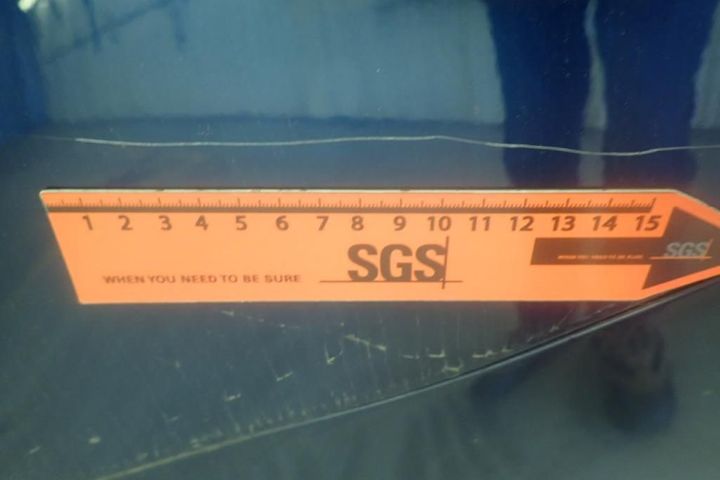 1 2 3 4 5 6 7 8 9 10 11 12 13 14 15
SGS
WHEN YOU NEED TO BE SURE
SGS